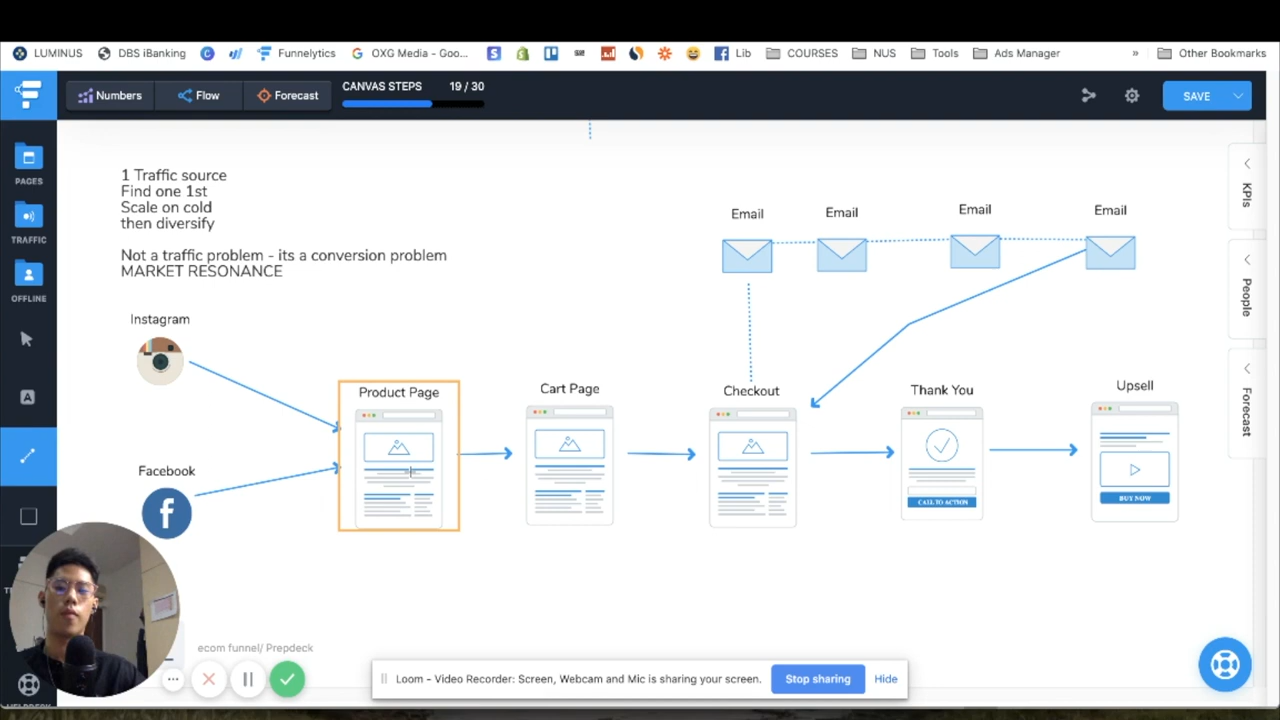 LUMINUS DBS iBanking Funnelytics OXG Media - Goo... Lib COURSES NUS Tools Ads Manager » Other Bookmarks
Numbers Flow Forecast CANVAS STEPS 19 / 30 SAVE
PAGES
TRAFFIC
OFFLINE
A
KPIs
People
Forecast
1 Traffic source
Find one 1st
Scale on cold
then diversify
Not a traffic problem - its a conversion problem
MARKET RESONANCE
Email Email Email Email
Instagram
Facebook
Product Page Cart Page Checkout Thank You Upsell
CALL TO ACTION
BUY NOW
ecom funnel/ Prepdeck
Loom - Video Recorder: Screen, Webcam and Mic is sharing your screen. Stop sharing Hide